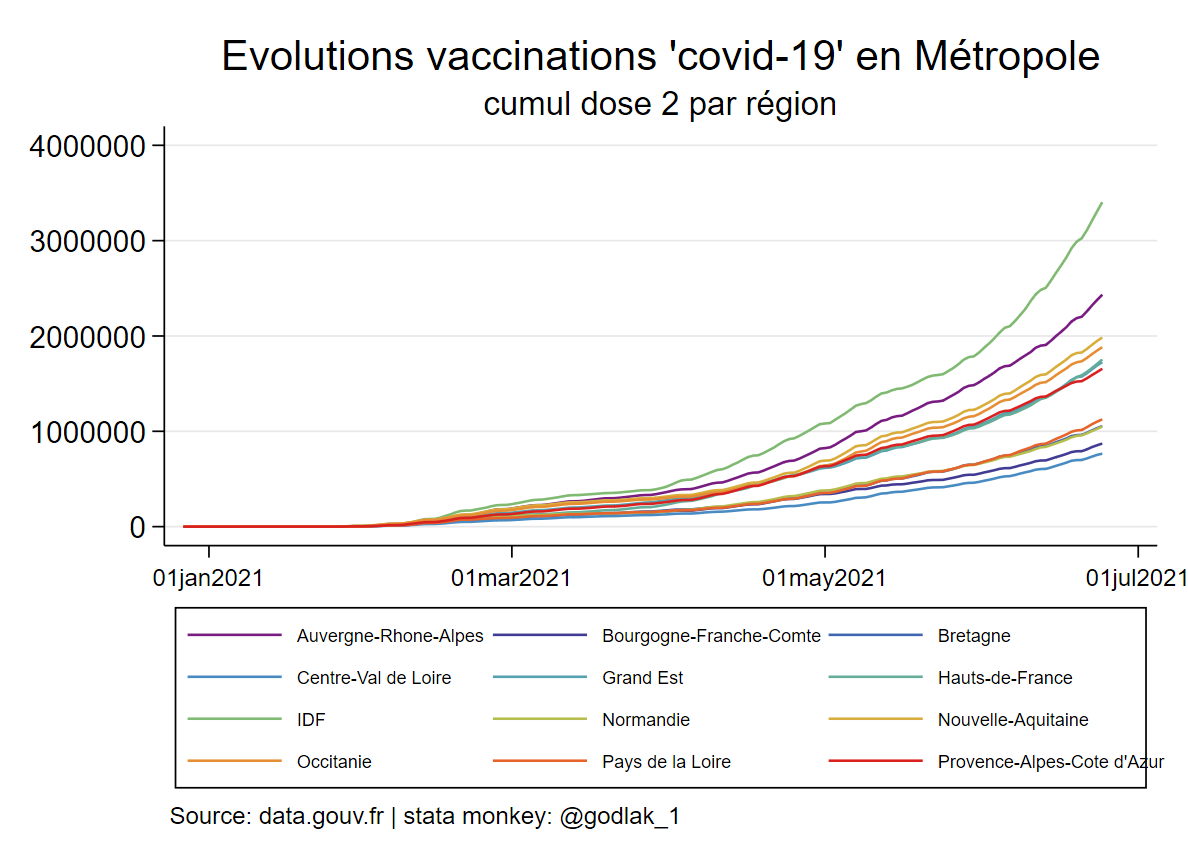 Evolutions vaccinations 'covid-19' en Métropole
cumul dose 2 par région
4000000
3000000
2000000
1000000
0
01jan2021 01mar2021 01may2021 01jul2021
Auvergne-Rhone-Alpes Bourgogne-Franche-Comte Bretagne
Centre-Val de Loire Grand Est Hauts-de-France
IDF Normandie Nouvelle-Aquitaine
Occitanie Pays de la Loire Provence-Alpes-Cote d'Azur
Source: data.gouv.fr | stata monkey: @godlak_1